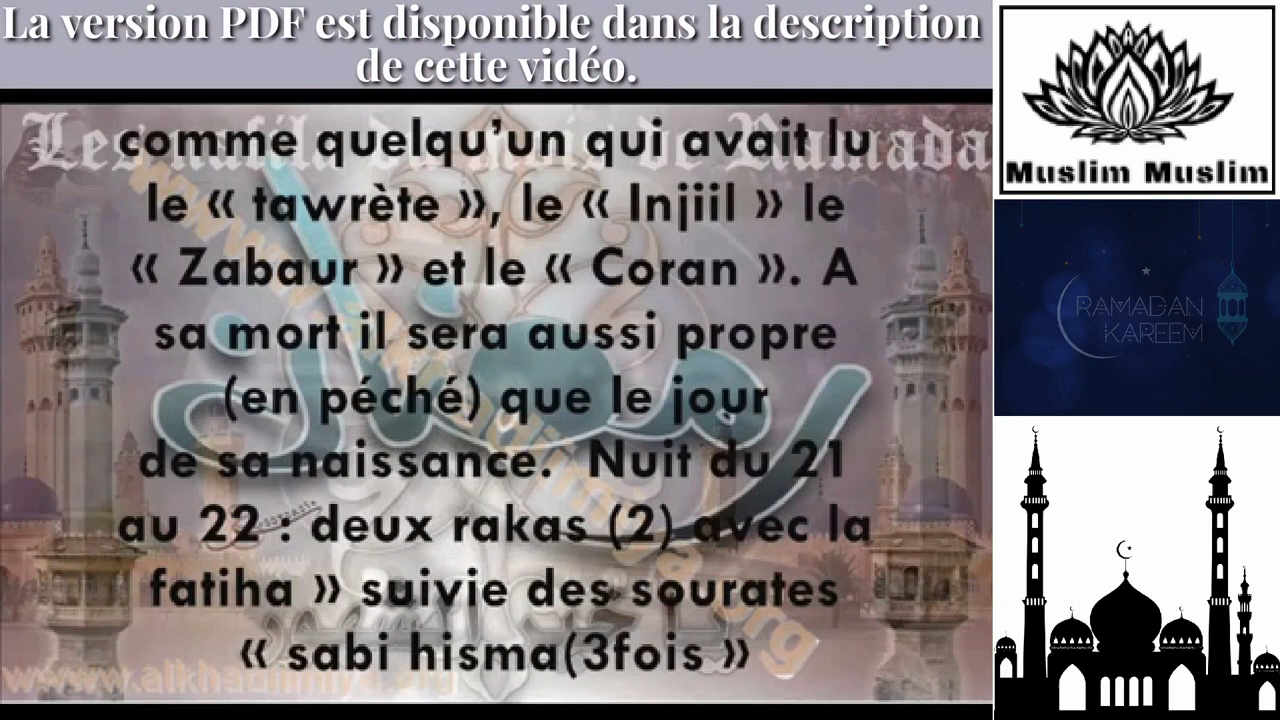 La version PDF est disponible dans la description
de cette vidéo.
comme quelqu’un qui avait lu
le « tawrète », le « Injiil » le
« Zabaur » et le « Coran ». A
sa mort il sera aussi propre
(en péché) que le jour
de sa naissance. Nuit du 21
au 22 : deux rakas (2) avec la
fatiha » suivie des sourates
« sabi hisma(3fois »
رمضان
www.alkhadimiya.org
Muslim Muslim
RAMADAN
KAREEM